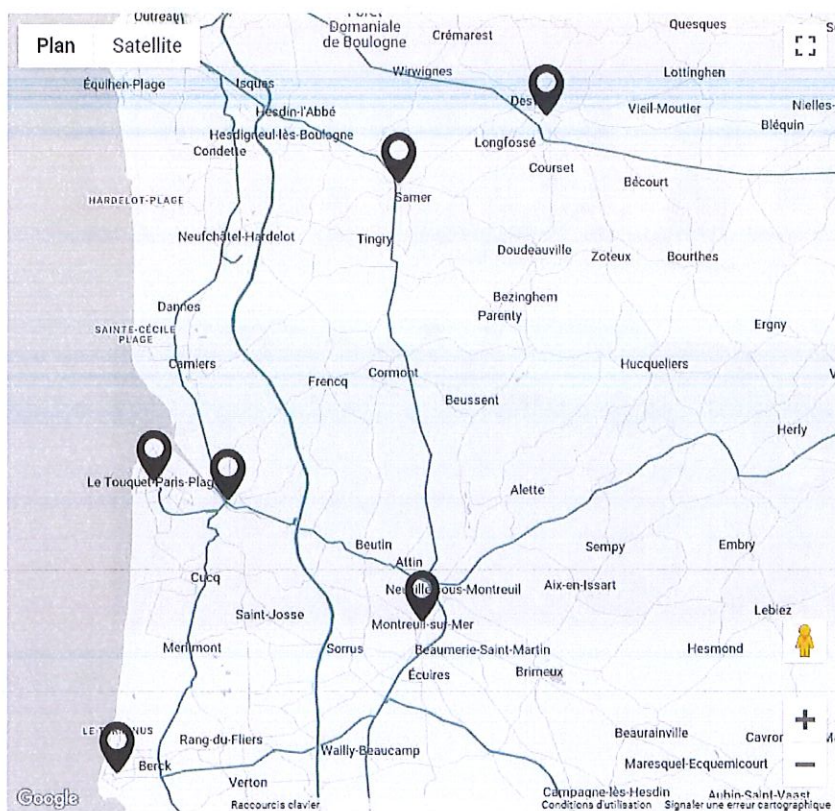 Outreau
Domaniale
de Boulogne
Crémarest
Quesques
Plan
Satellite
Wirwignes
Lottinghen
Équihen-Plage
Isques
Vieil-Moutier
Nielles-
Hesdin-l'Abbé
Bléquin
Hesdigneul-lès-Boulogne
Longfossé
Condette
Courset
Bécourt
Samer
HARDELOT-PLAGE
Neufchâtel-Hardelot
Tingry
Doudeauville
Zoteux
Bourthes
Bezinghem
Dannes
Parenty
Ergny
SAINTE-CÉCILE
PLAGE
Camiers
Cormont
Hucqueliers
Frencq
Beussent
Herly
Le Touquet-Paris-Plag
Alette
Beutin
Sempy
Embry
Attin
Cucq
Aix-en-Issart
Saint-Josse
Lebiez
Montreuil-sur-Mer
Merlimont
Sorrus
Beaumerie-Saint-Martin
Hesmond
Écuires
Brimeux
Rang-du-Fliers
Beaurainville
Cavron
Wailly-Beaucamp
Berck
Maresquel-Ecquemicourt
Verton
Campagne-lès-Hesdin
Aubin-Saint-Vaast
Google
Raccourcis clavier
Conditions d'utilisation
Signaler une erreur cartographique